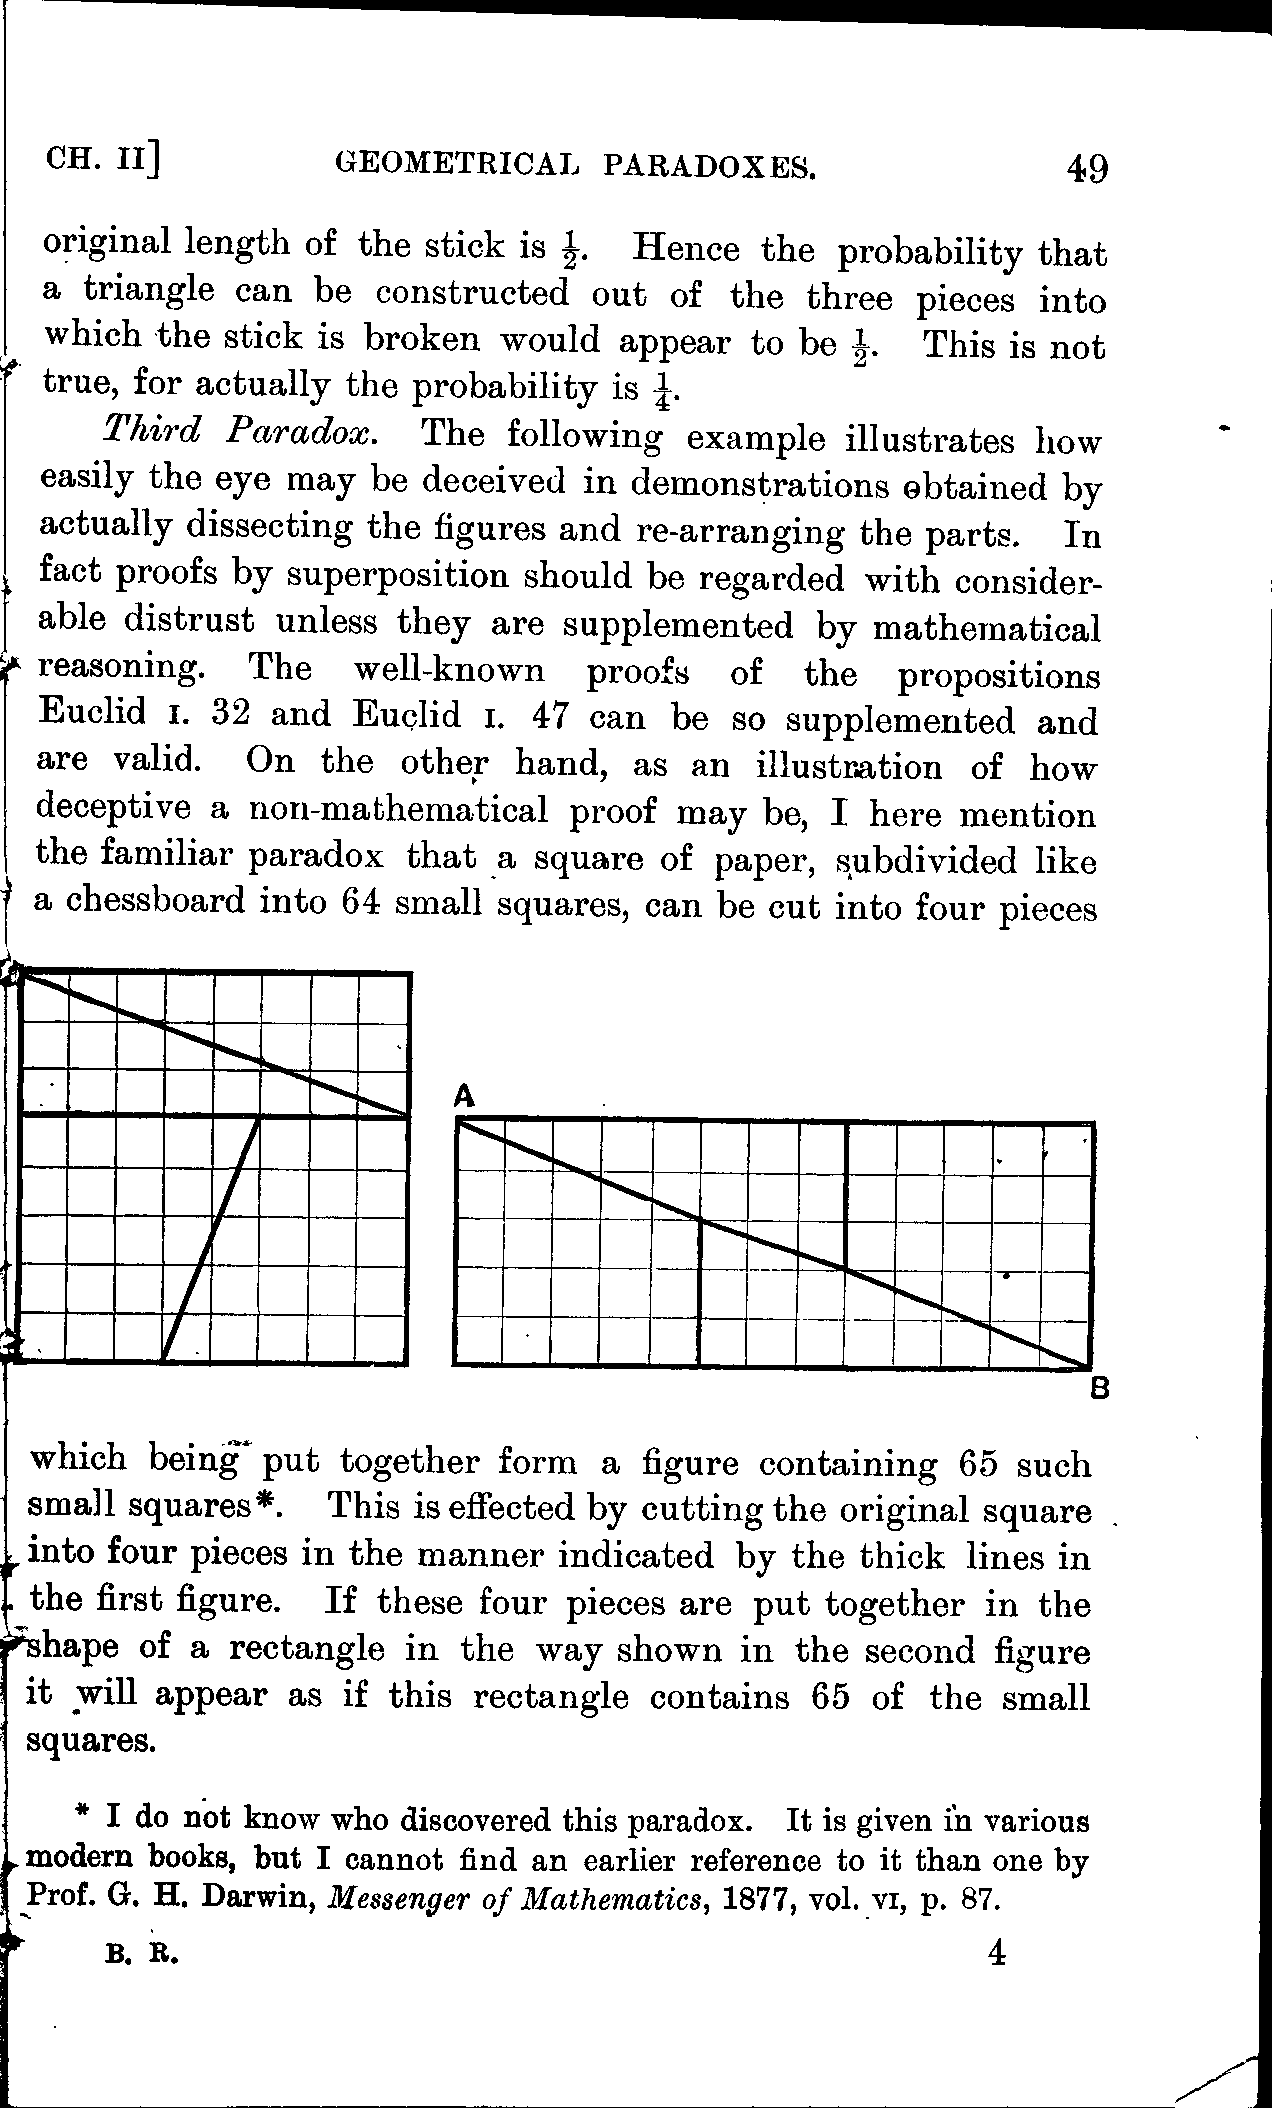 CH. II] GEOMETRICAL PARADOXES. 49
original length of the stick is ½. Hence the probability that
a triangle can be constructed out of the three pieces into
which the stick is broken would appear to be ½. This is not
true, for actually the probability is ¼.
Third Paradox. The following example illustrates how
easily the eye may be deceived in demonstrations obtained by
actually dissecting the figures and re-arranging the parts. In
fact proofs by superposition should be regarded with consider-
able distrust unless they are supplemented by mathematical
reasoning. The well-known proofs of the propositions
Euclid I. 32 and Euclid I. 47 can be so supplemented and
are valid. On the other hand, as an illustration of how
deceptive a non-mathematical proof may be, I here mention
the familiar paradox that a square of paper, subdivided like
a chessboard into 64 small squares, can be cut into four pieces
A
B
which being put together form a figure containing 65 such
small squares*. This is effected by cutting the original square
into four pieces in the manner indicated by the thick lines in
the first figure. If these four pieces are put together in the
shape of a rectangle in the way shown in the second figure
it will appear as if this rectangle contains 65 of the small
squares.
* I do not know who discovered this paradox. It is given in various
modern books, but I cannot find an earlier reference to it than one by
Prof. G. H. Darwin, Messenger of Mathematics, 1877, vol. VI, p. 87.
B. R. 4